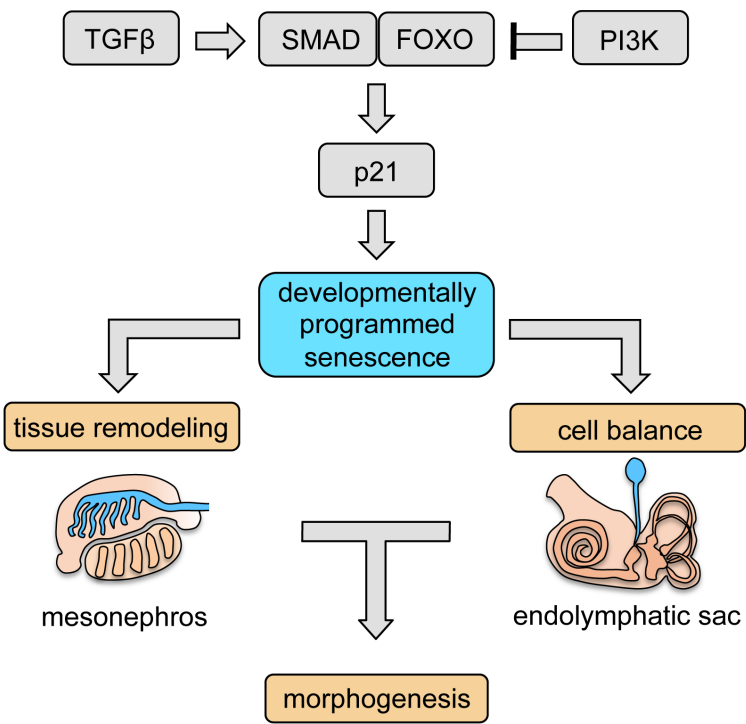 TGFβ
SMAD
FOXO
PI3K
p21
developmentally
programmed
senescence
tissue remodeling
cell balance
mesonephros
endolymphatic sac
morphogenesis